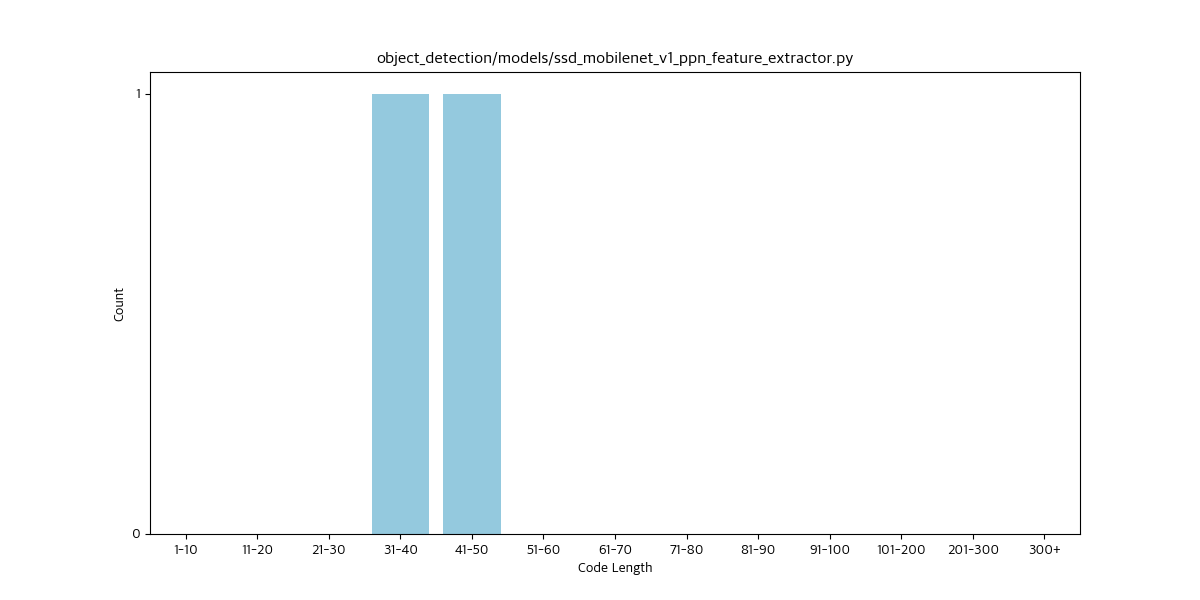 object_detection/models/ssd_mobilenet_v1_ppn_feature_extractor.py
1
Count
0
1-10 11-20 21-30 31-40 41-50 51-60 61-70 71-80 81-90 91-100 101-200 201-300 300+
Code Length